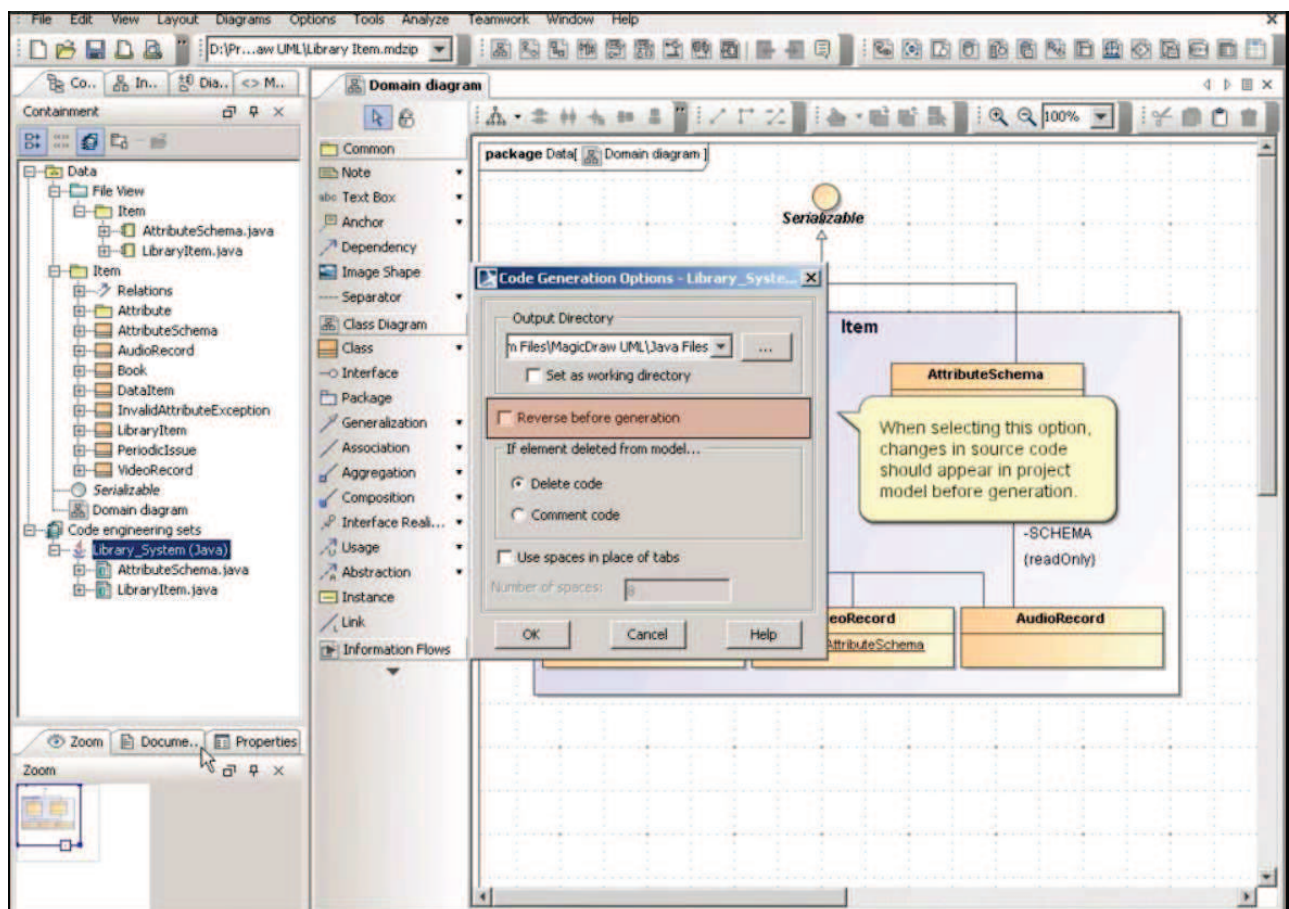 File Edit View Layout Diagrams Options Tools Analyze Teamwork Window Help
D:\Pr...aw UML\Library Item.mdzip
Co.. In.. Dia.. <> M..
Containment
Data
File View
Item
AttributeSchema.java
LibraryItem.java
Item
Relations
Attribute
AttributeSchema
AudioRecord
Book
DataItem
InvalidAttributeException
LibraryItem
PeriodicIssue
VideoRecord
Serializable
Domain diagram
Code engineering sets
Library_System (Java)
AttributeSchema.java
LibraryItem.java
Zoom Docume... Properties
Zoom
Domain diagram
100%
Common
Note
abc Text Box
Anchor
Dependency
Image Shape
Separator
Class Diagram
Class
Interface
Package
Generalization
Association
Aggregation
Composition
Interface Reali...
Usage
Abstraction
Instance
Link
Information Flows
package Data[ Domain diagram ]
Serializable
Item
AttributeSchema
-SCHEMA
(readOnly)
eoRecord
AttributeSchema
AudioRecord
Code Generation Options - Library_Syste...
Output Directory
m Files\MagicDraw UML\Java Files
...
Set as working directory
Reverse before generation
If element deleted from model...
Delete code
Comment code
Use spaces in place of tabs
Number of spaces: 8
OK Cancel Help
When selecting this option,
changes in source code
should appear in project
model before generation.